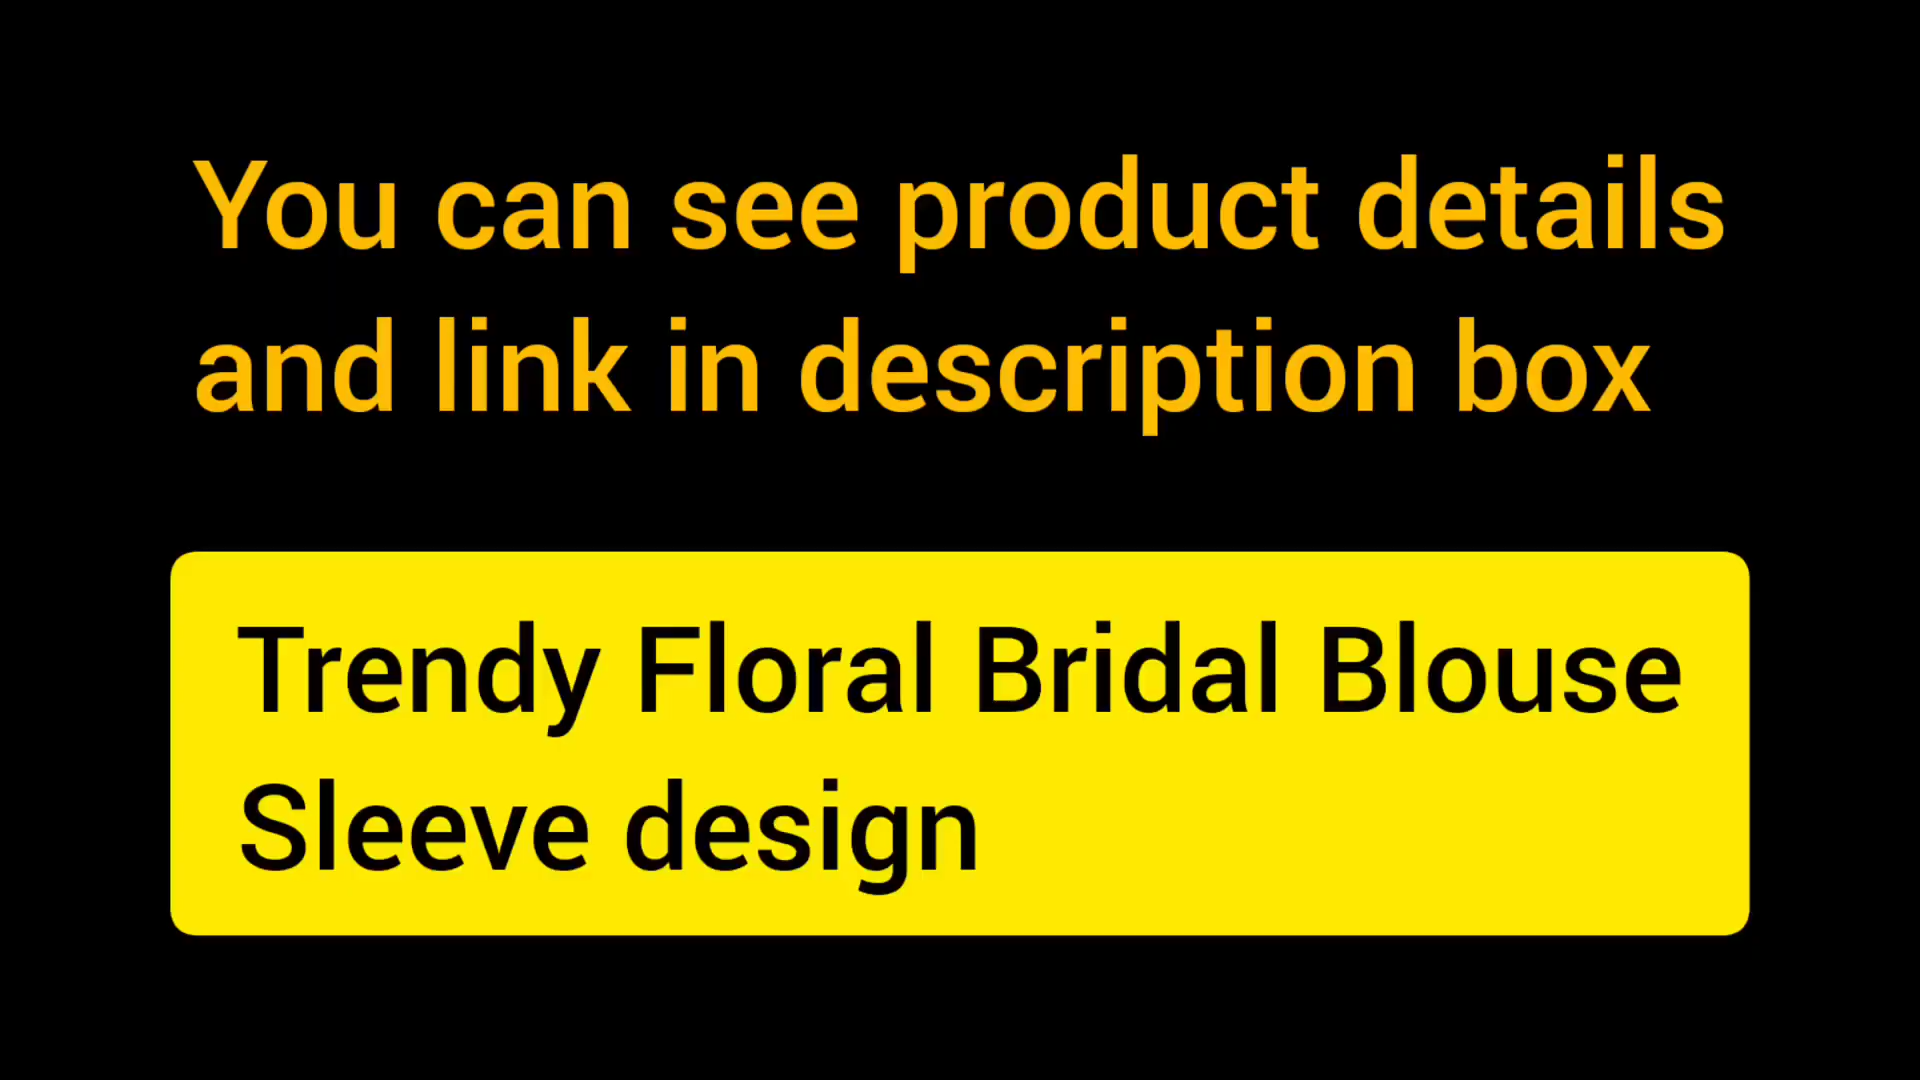 You can see product details
and link in description box
Trendy Floral Bridal Blouse
Sleeve design